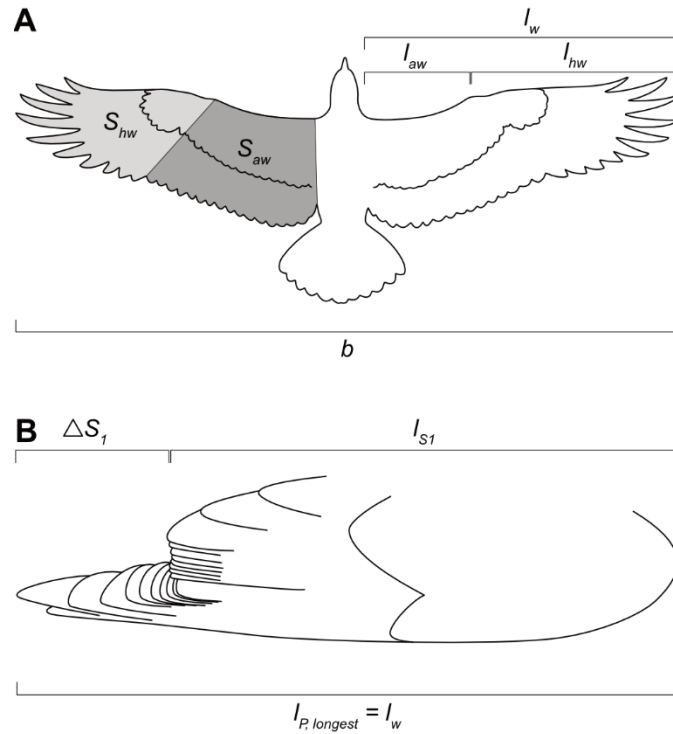 A
l_w
l_aw l_hw
S_hw S_aw
b
B △S_1 l_S1
l_P, longest = l_w